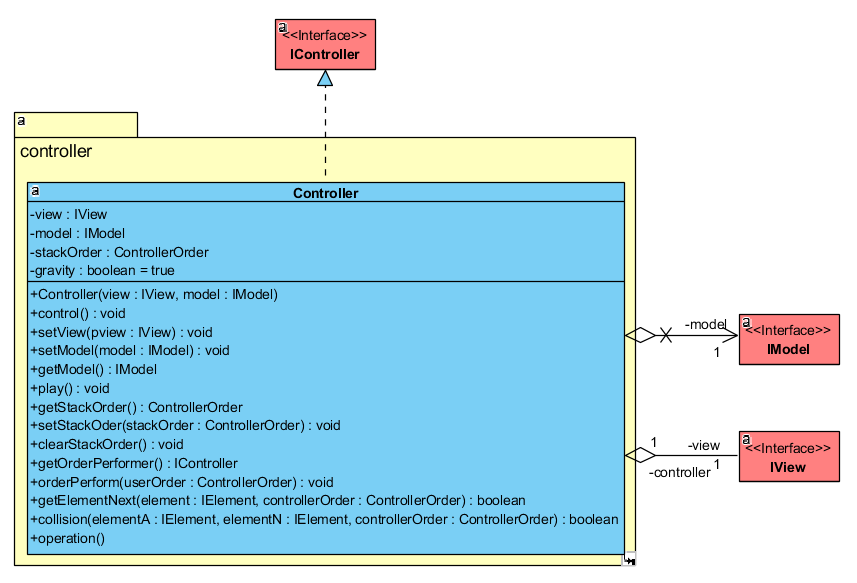 a
<<Interface>>
IController
a
controller
a
Controller
-view : IView
-model : IModel
-stackOrder : ControllerOrder
-gravity : boolean = true
+Controller(view : IView, model : IModel)
+control() : void
+setView(pview : IView) : void
+setModel(model : IModel) : void
+getModel() : IModel
+play() : void
+getStackOrder() : ControllerOrder
+setStackOder(stackOrder : ControllerOrder) : void
+clearStackOrder() : void
+getOrderPerformer() : IController
+orderPerform(userOrder : ControllerOrder) : void
+getElementNext(element : IElement, controllerOrder : ControllerOrder) : boolean
+collision(elementA : IElement, elementN : IElement, controllerOrder : ControllerOrder) : boolean
+operation()
-model
1
a
<<Interface>>
IModel
1
-view
-controller
1
a
<<Interface>>
IView